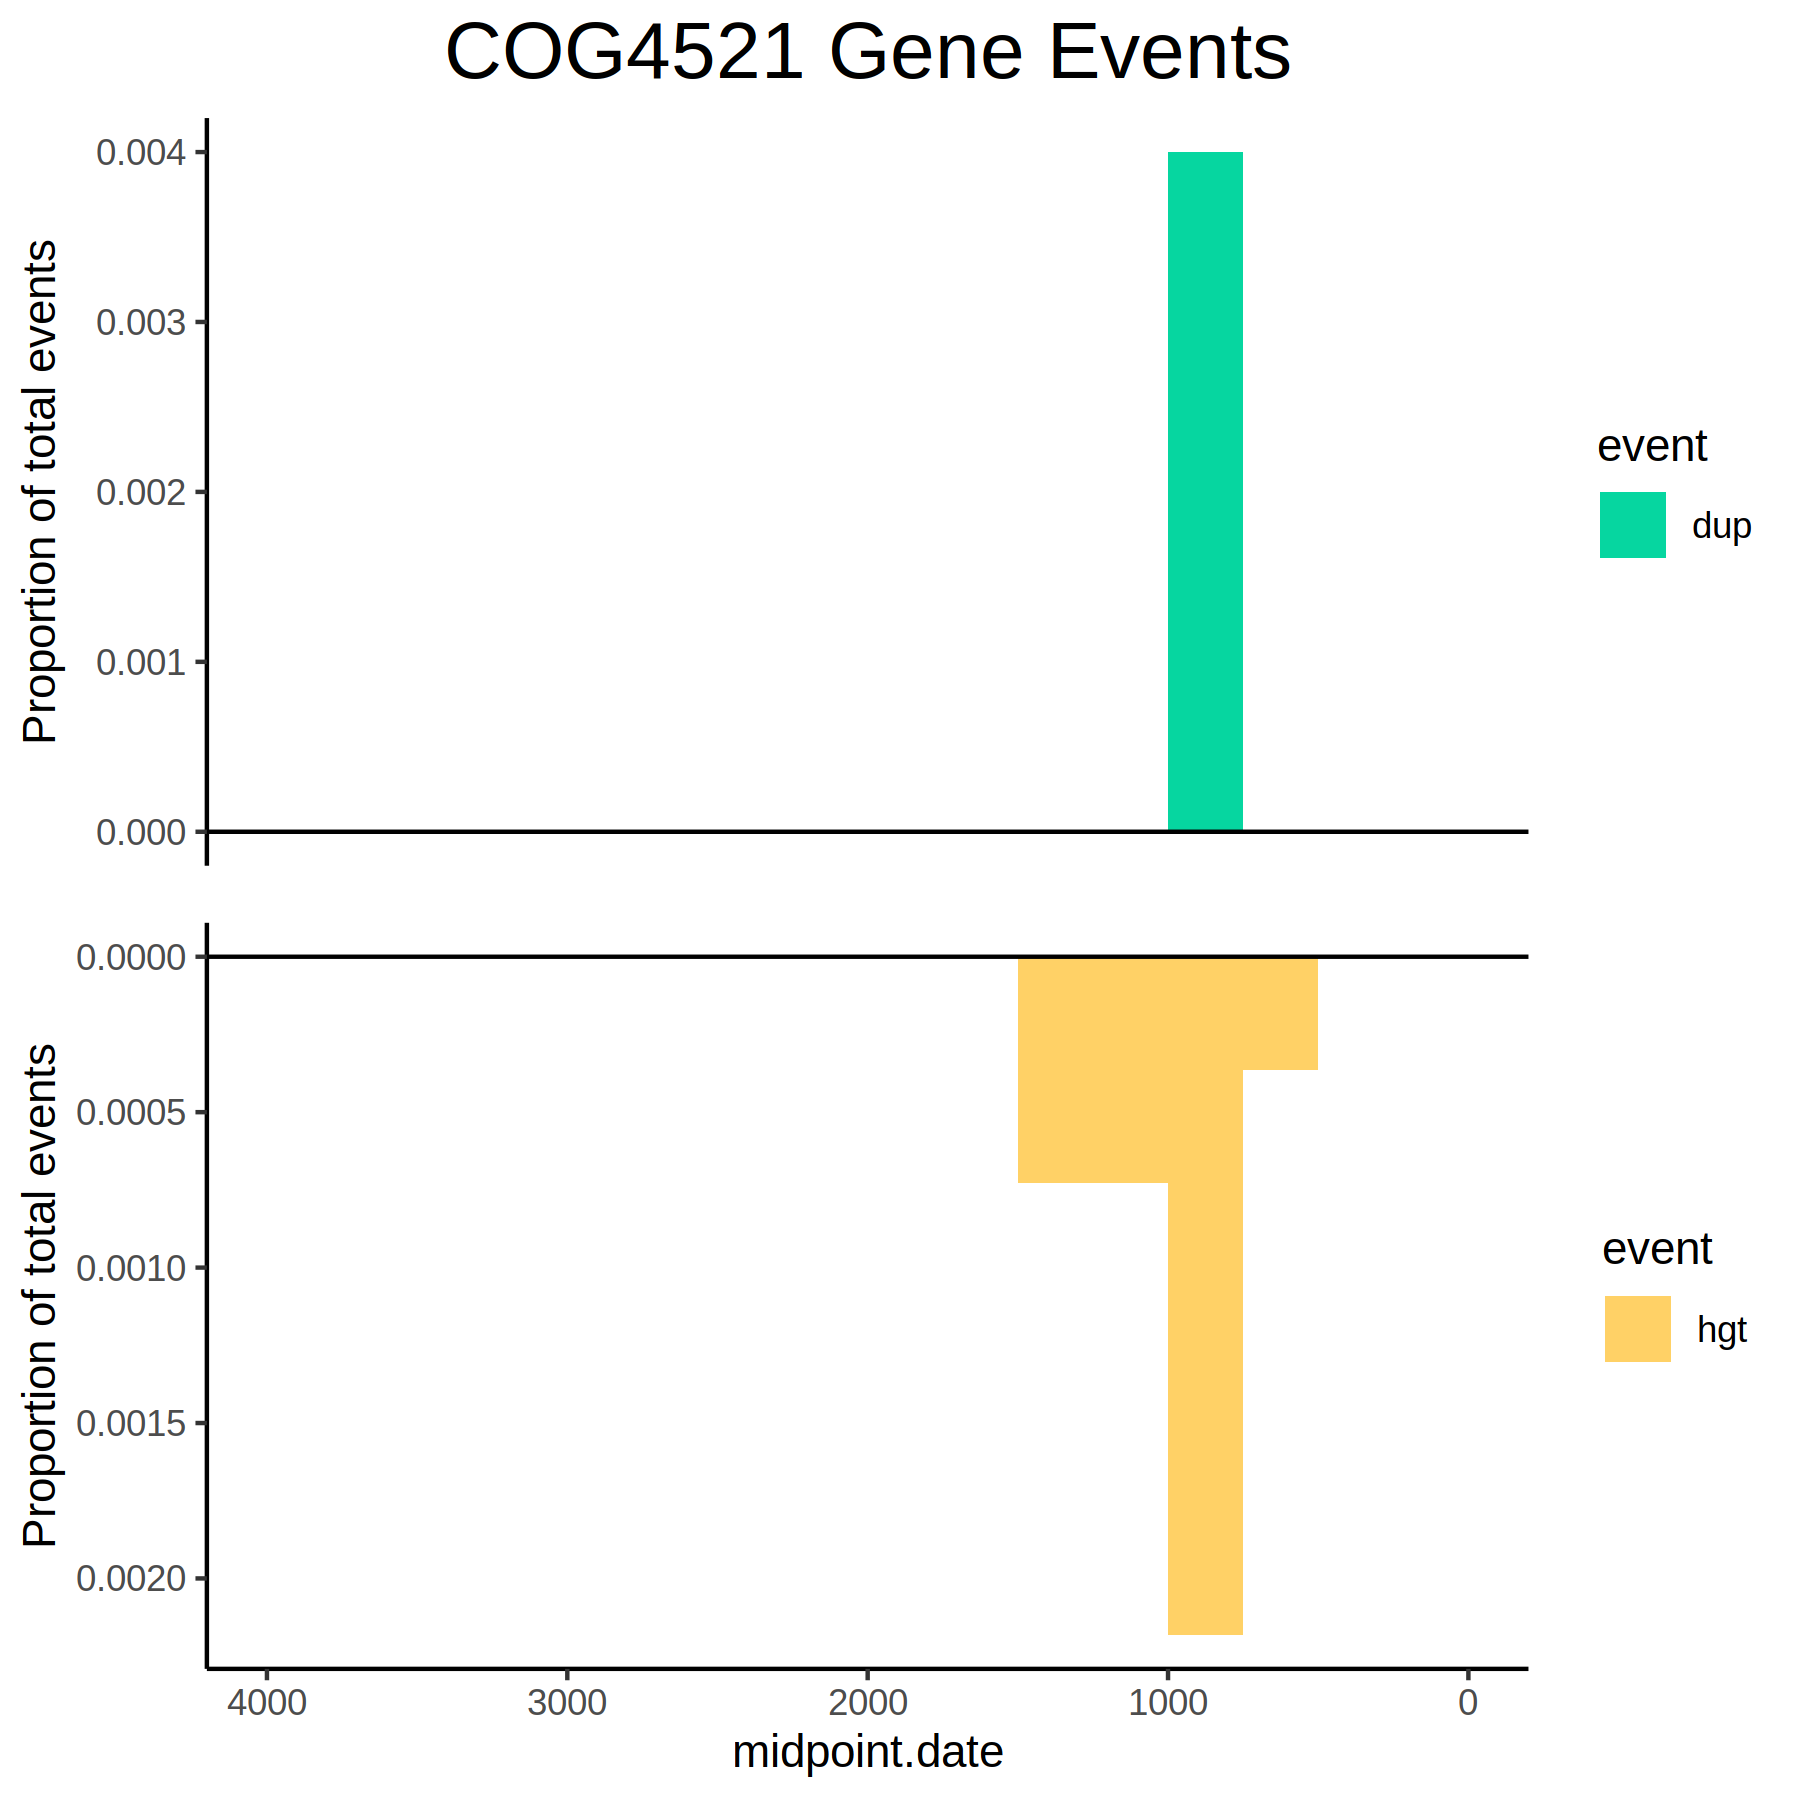 COG4521 Gene Events
Proportion of total events
0.004
0.003
0.002
0.001
0.000
event
dup
Proportion of total events
0.0000
0.0005
0.0010
0.0015
0.0020
event
hgt
4000 3000 2000 1000 0
midpoint.date